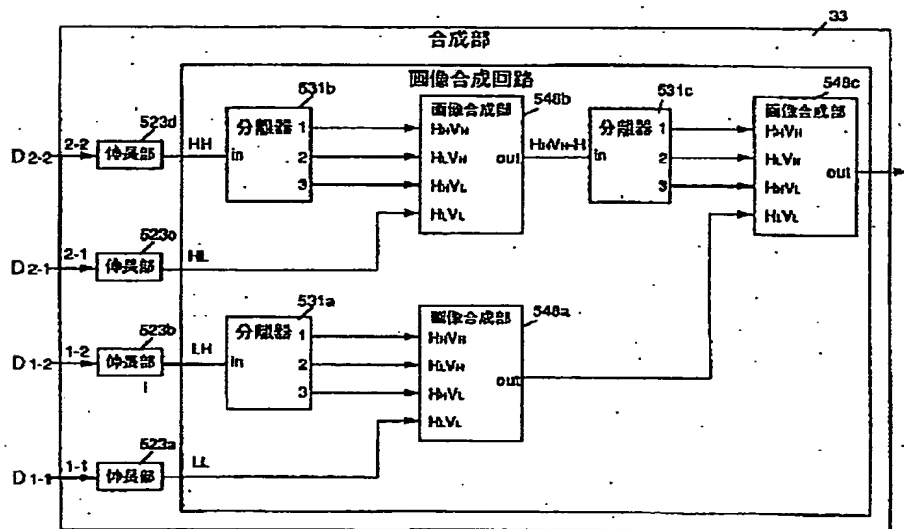 33
合成部
画像合成回路
523d
531b
画像合成部
548b
531c
548c
画像合成部
D2-2
2-2
伸長部
HH
分離器
in
1
2
3
HHVH
HLVH
HHVL
HLVL
out
分離器
in
1
2
3
HHVH
HLVH
HHVL
HLVL
out
523c
D2-1
2-1
伸長部
HL
523b
531a
画像合成部
548a
D1-2
1-2
伸長部
LH
分離器
in
1
2
3
HHVH
HLVH
HHVL
HLVL
out
523a
D1-1
1-1
伸長部
LL